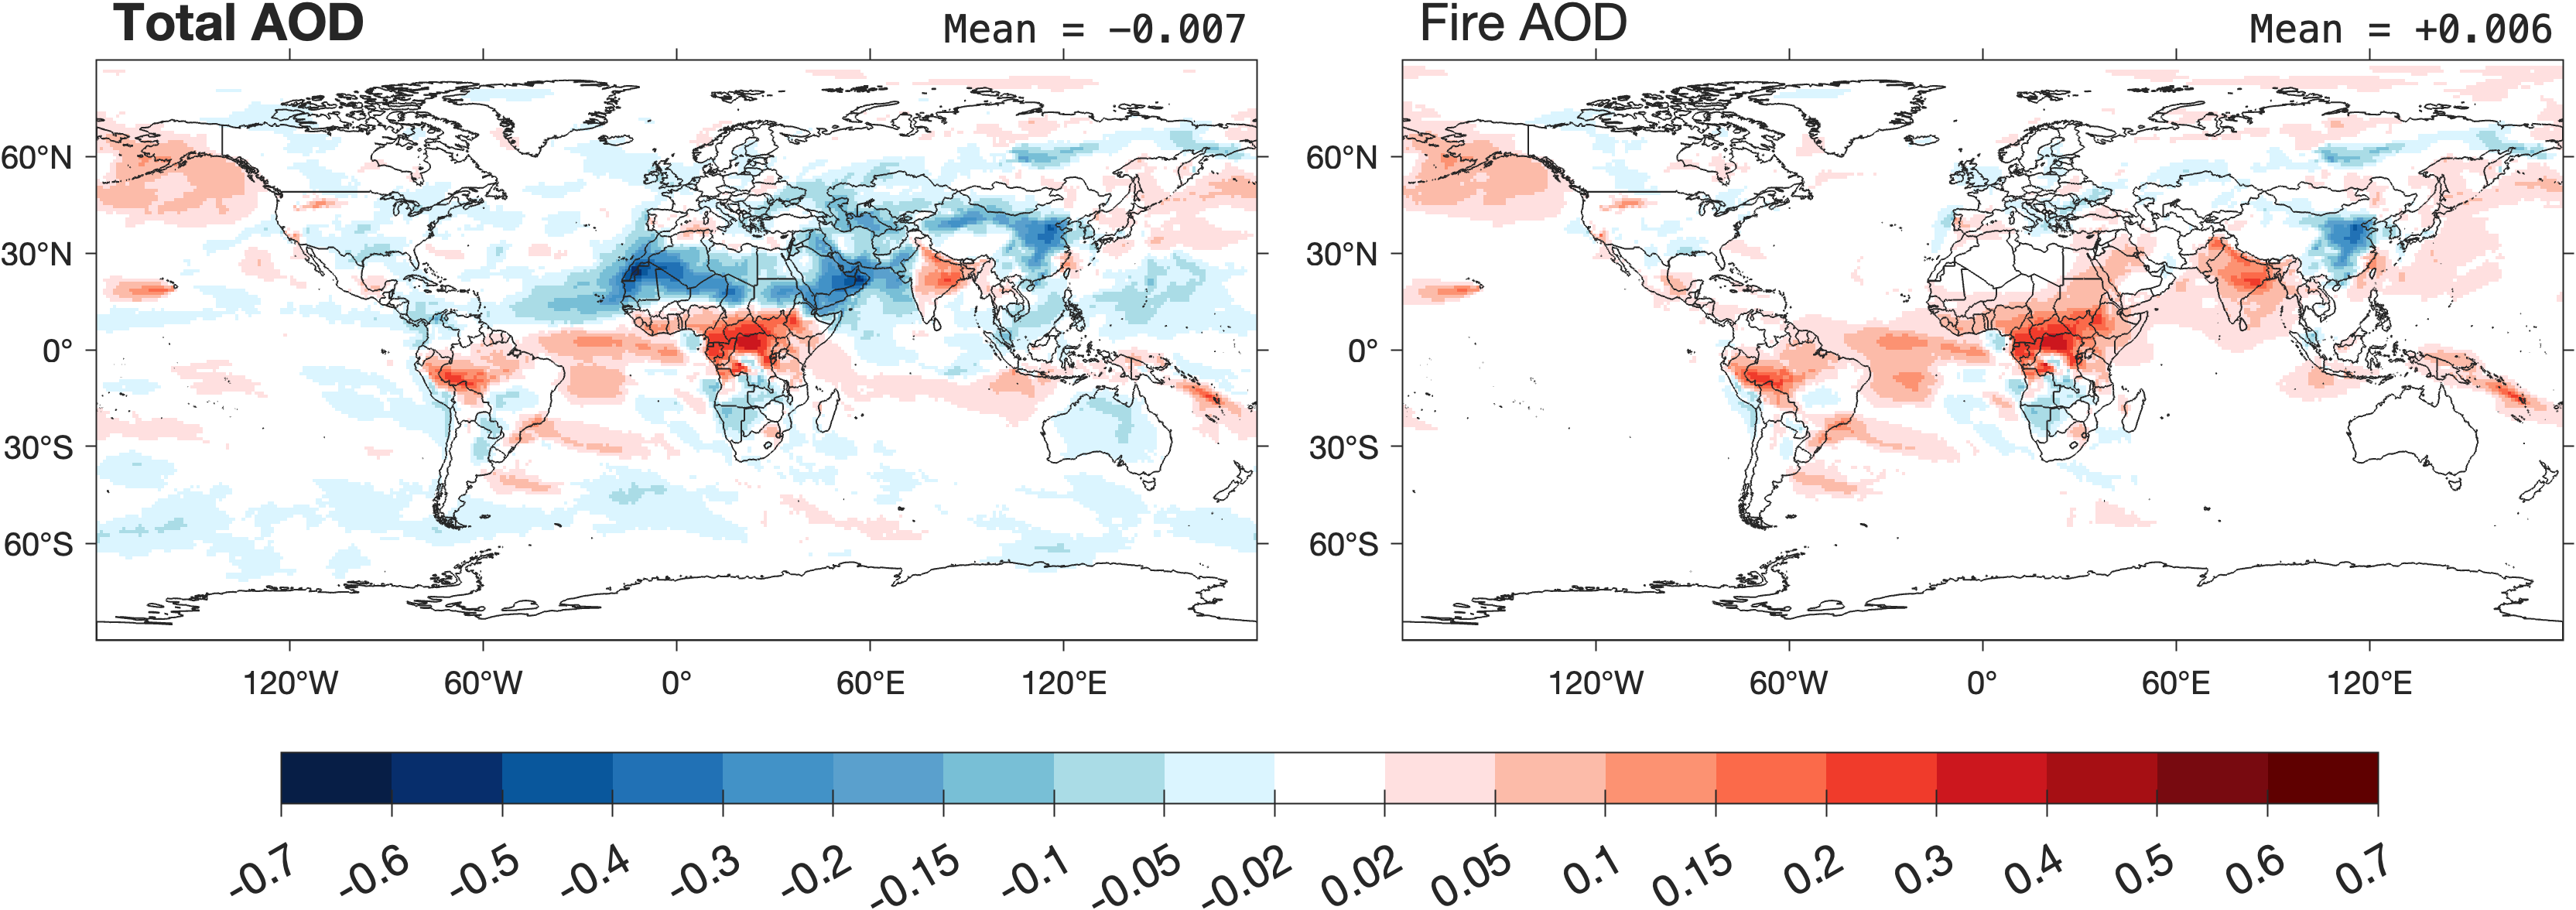 Total AOD
Mean = −0.007
Fire AOD
Mean = +0.006
60°N
30°N
0°
30°S
60°S
120°W
60°W
0°
60°E
120°E
60°N
30°N
0°
30°S
60°S
120°W
60°W
0°
60°E
120°E
-0.7
-0.6
-0.5
-0.4
-0.3
-0.2
-0.15
-0.1
-0.05
-0.02
0.02
0.05
0.1
0.15
0.2
0.3
0.4
0.5
0.6
0.7